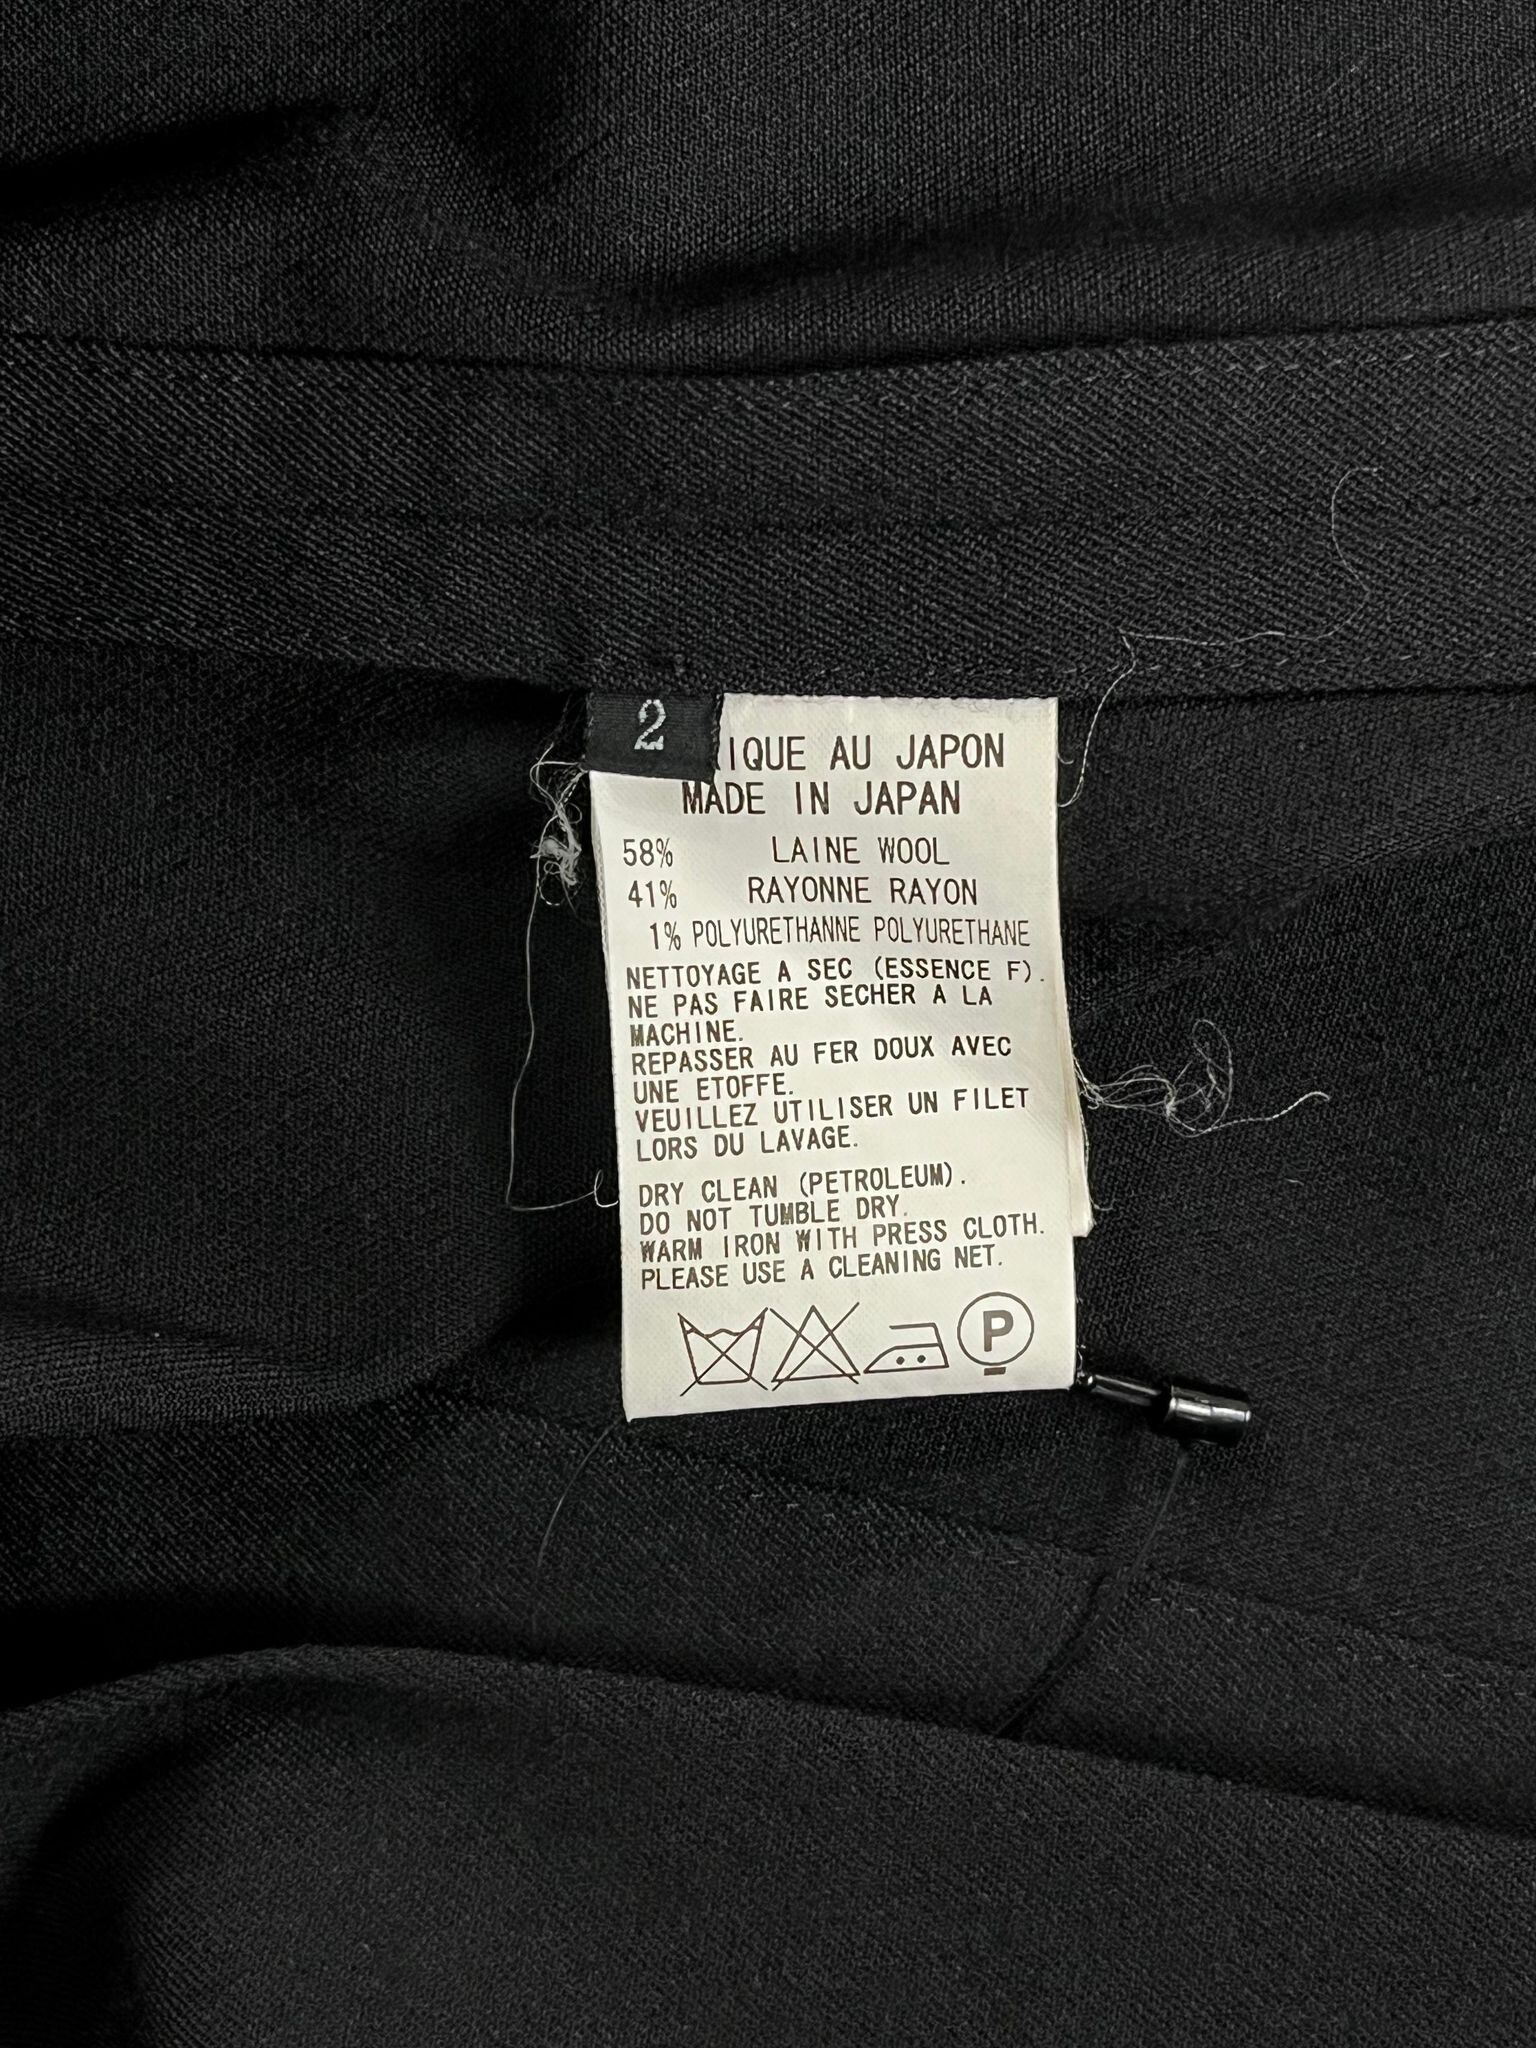 2
IQUE AU JAPON
MADE IN JAPAN
58% LAINE WOOL
41% RAYONNE RAYON
1% POLYURETHANNE POLYURETHANE
NETTOYAGE A SEC (ESSENCE F).
NE PAS FAIRE SECHER A LA
MACHINE.
REPASSER AU FER DOUX AVEC
UNE ETOFFE.
VEUILLEZ UTILISER UN FILET
LORS DU LAVAGE.
DRY CLEAN (PETROLEUM).
DO NOT TUMBLE DRY.
WARM IRON WITH PRESS CLOTH.
PLEASE USE A CLEANING NET.
P